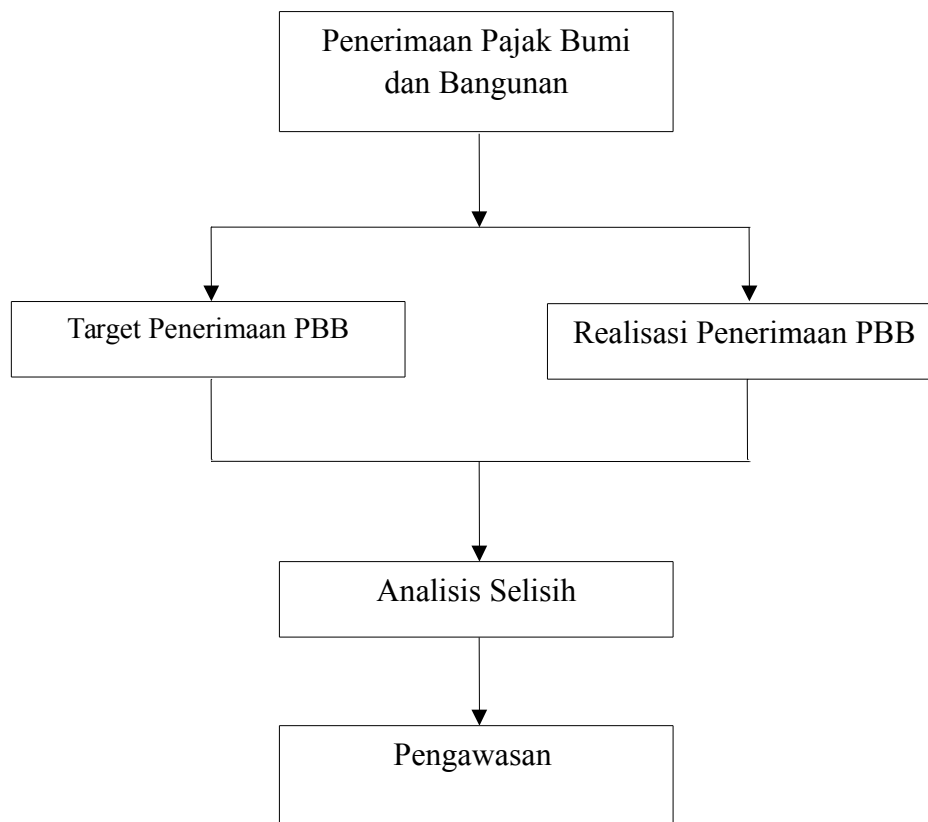 Penerimaan Pajak Bumi
dan Bangunan
Target Penerimaan PBB
Realisasi Penerimaan PBB
Analisis Selisih
Pengawasan